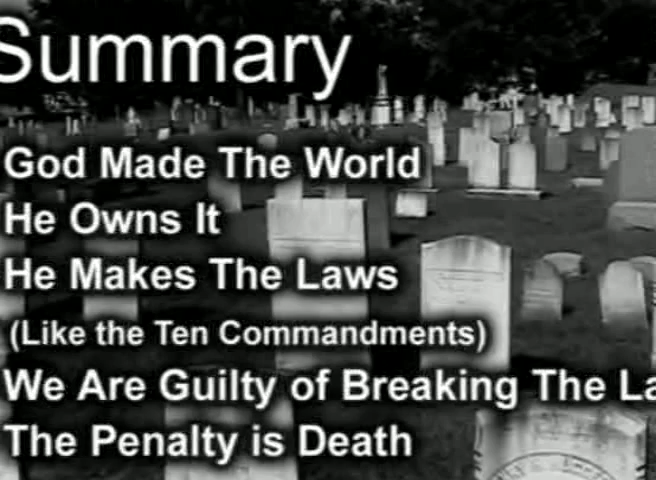 Summary
God Made The World
He Owns It
He Makes The Laws
(Like the Ten Commandments)
We Are Guilty of Breaking The La
The Penalty is Death